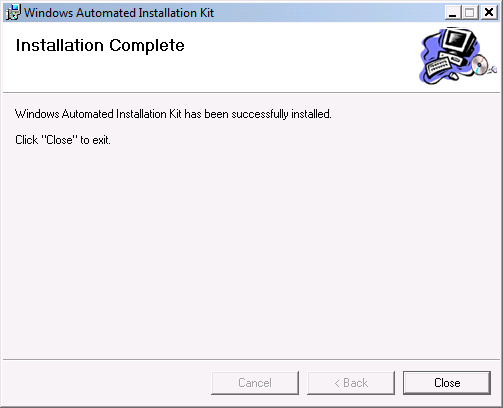 Windows Automated Installation Kit
Installation Complete
Windows Automated Installation Kit has been successfully installed.
Click "Close" to exit.
Cancel
< Back
Close